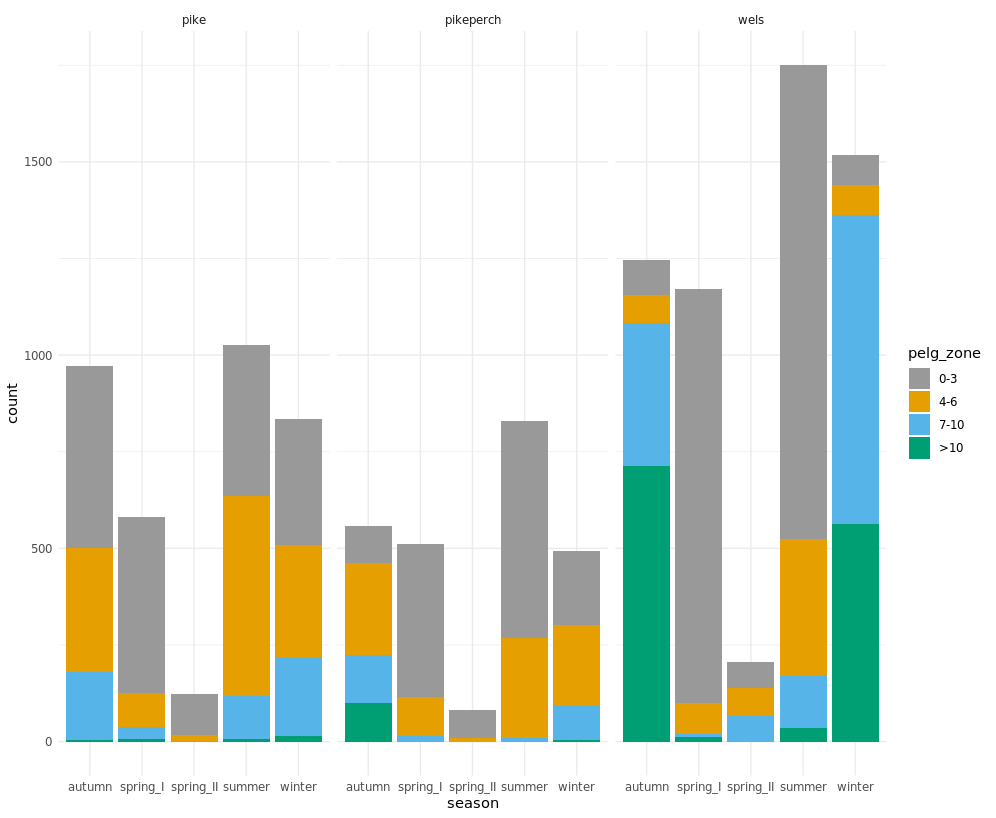 pike pikeperch wels
1500
1000
500
0
count
autumn spring_I spring_II summer winter autumn spring_I spring_II summer winter autumn spring_I spring_II summer winter
season
pelg_zone
0-3
4-6
7-10
>10